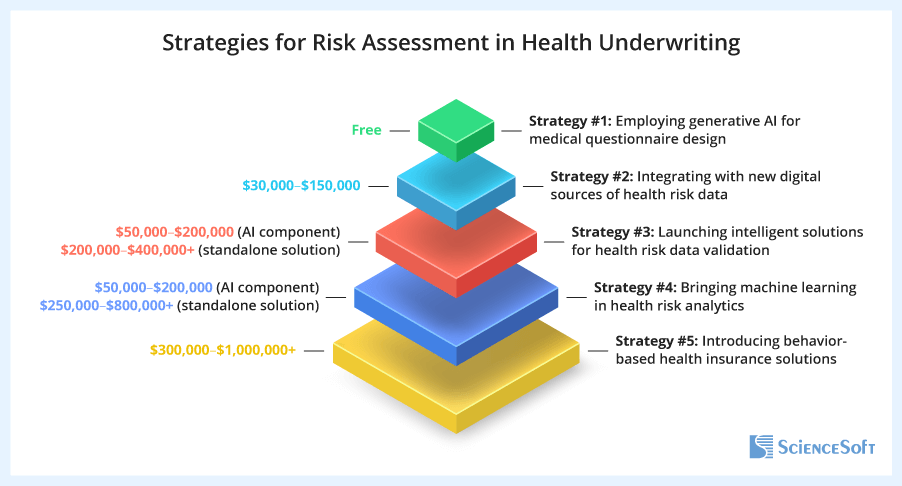 Strategies for Risk Assessment in Health Underwriting
Free
Strategy #1: Employing generative AI for
medical questionnaire design
$30,000–$150,000
Strategy #2: Integrating with new digital
sources of health risk data
$50,000–$200,000 (AI component)
$200,000–$400,000+ (standalone solution)
Strategy #3: Launching intelligent solutions
for health risk data validation
$50,000–$200,000 (AI component)
$250,000–$800,000+ (standalone solution)
Strategy #4: Bringing machine learning
in health risk analytics
$300,000–$1,000,000+
Strategy #5: Introducing behavior-
based health insurance solutions
ScienceSoft